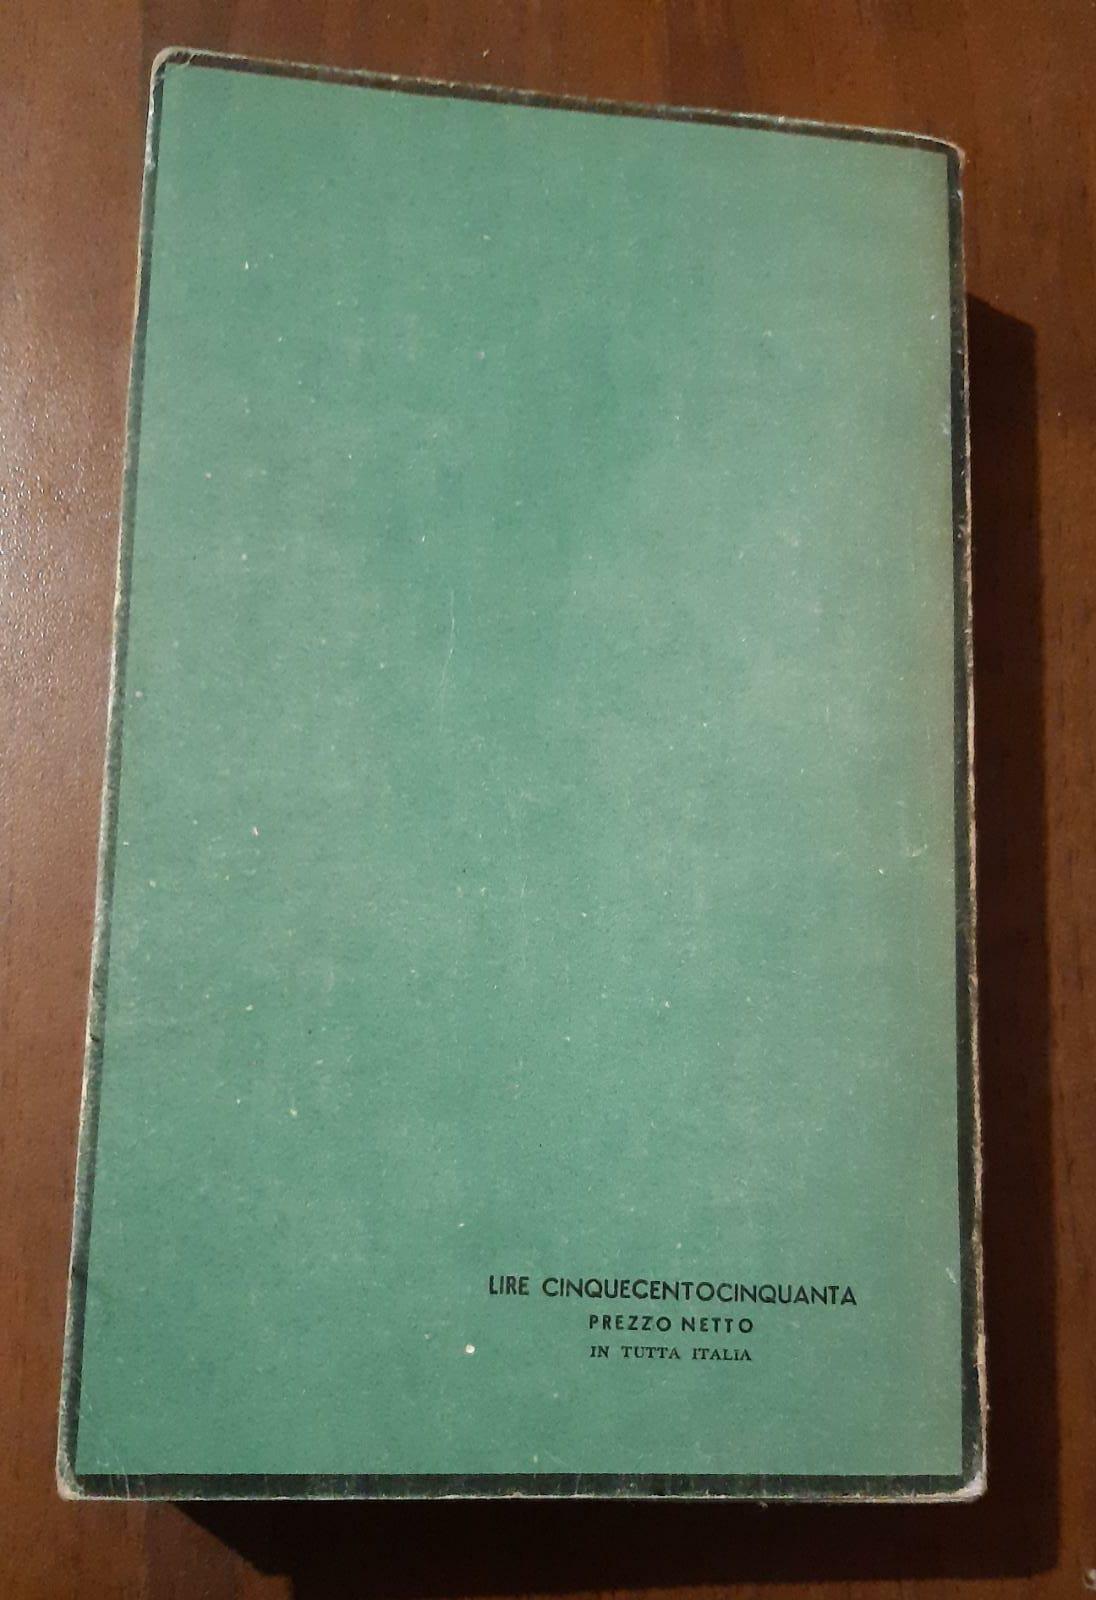 LIRE CINQUECENTOCINQUANTA
PREZZO NETTO
IN TUTTA ITALIA